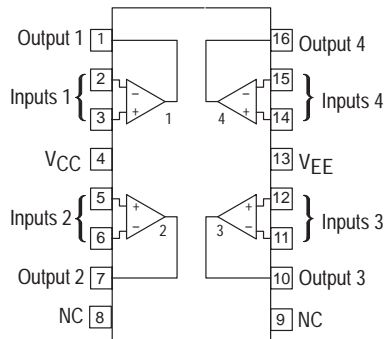 Output 1 1 16 Output 4
2 − − 15
Inputs 1 { } Inputs 4
3 + 1 4 + 14
VCC 4 13 VEE
5 + + 12
Inputs 2 { 2 3 } Inputs 3
6 − − 11
Output 2 7 10 Output 3
NC 8 9 NC